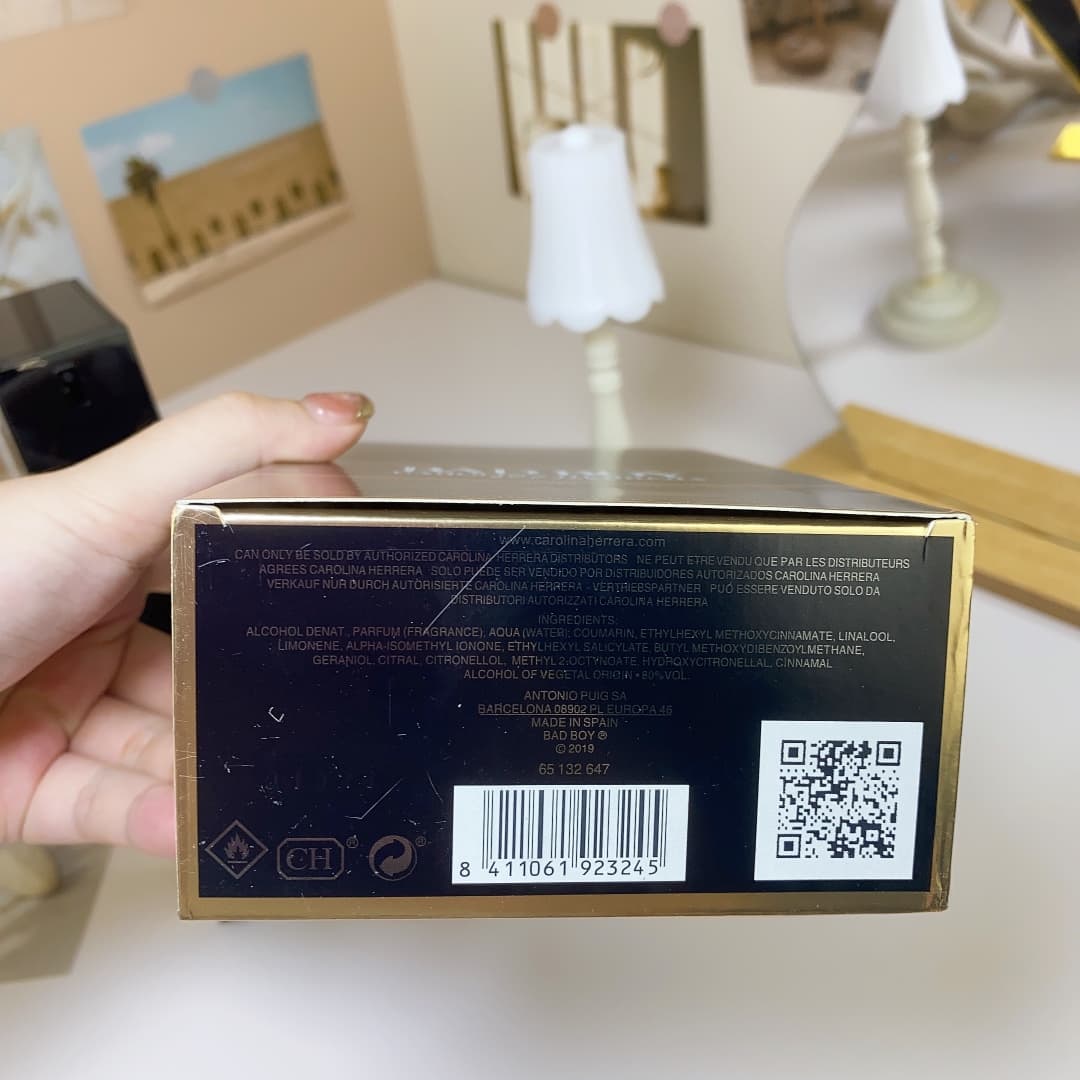 www.carolinaherrera.com
CAN ONLY BE SOLD BY AUTHORIZED CAROLINA HERRERA DISTRIBUTORS NE PEUT ETRE VENDU QUE PAR LES DISTRIBUTEURS
AGREES CAROLINA HERRERA SOLO PUEDE SER VENDIDO POR DISTRIBUIDORES AUTORIZADOS CAROLINA HERRERA
VERKAUF NUR DURCH AUTORISIERTE CAROLINA HERRERA - VERTRIEBSPARTNER PUÓ ESSERE VENDUTO SOLO DA
DISTRIBUTORI AUTORIZZATI CAROLINA HERRERA
INGREDIENTS:
ALCOHOL DENAT., PARFUM (FRAGRANCE), AQUA (WATER), COUMARIN, ETHYLHEXYL METHOXYCINNAMATE, LINALOOL,
LIMONENE, ALPHA-ISOMETHYL IONONE, ETHYLHEXYL SALICYLATE, BUTYL METHOXYDIBENZOYLMETHANE,
GERANIOL, CITRAL, CITRONELLOL, METHYL 2-OCTYNOATE, HYDROXYCITRONELLAL, CINNAMAL
ALCOHOL OF VEGETAL ORIGIN • 80% VOL.
ANTONIO PUIG SA
BARCELONA 08902 PL EUROPA 46
MADE IN SPAIN
BAD BOY ®
© 2019
65 132 647
CH ®
®
8 411061 923245